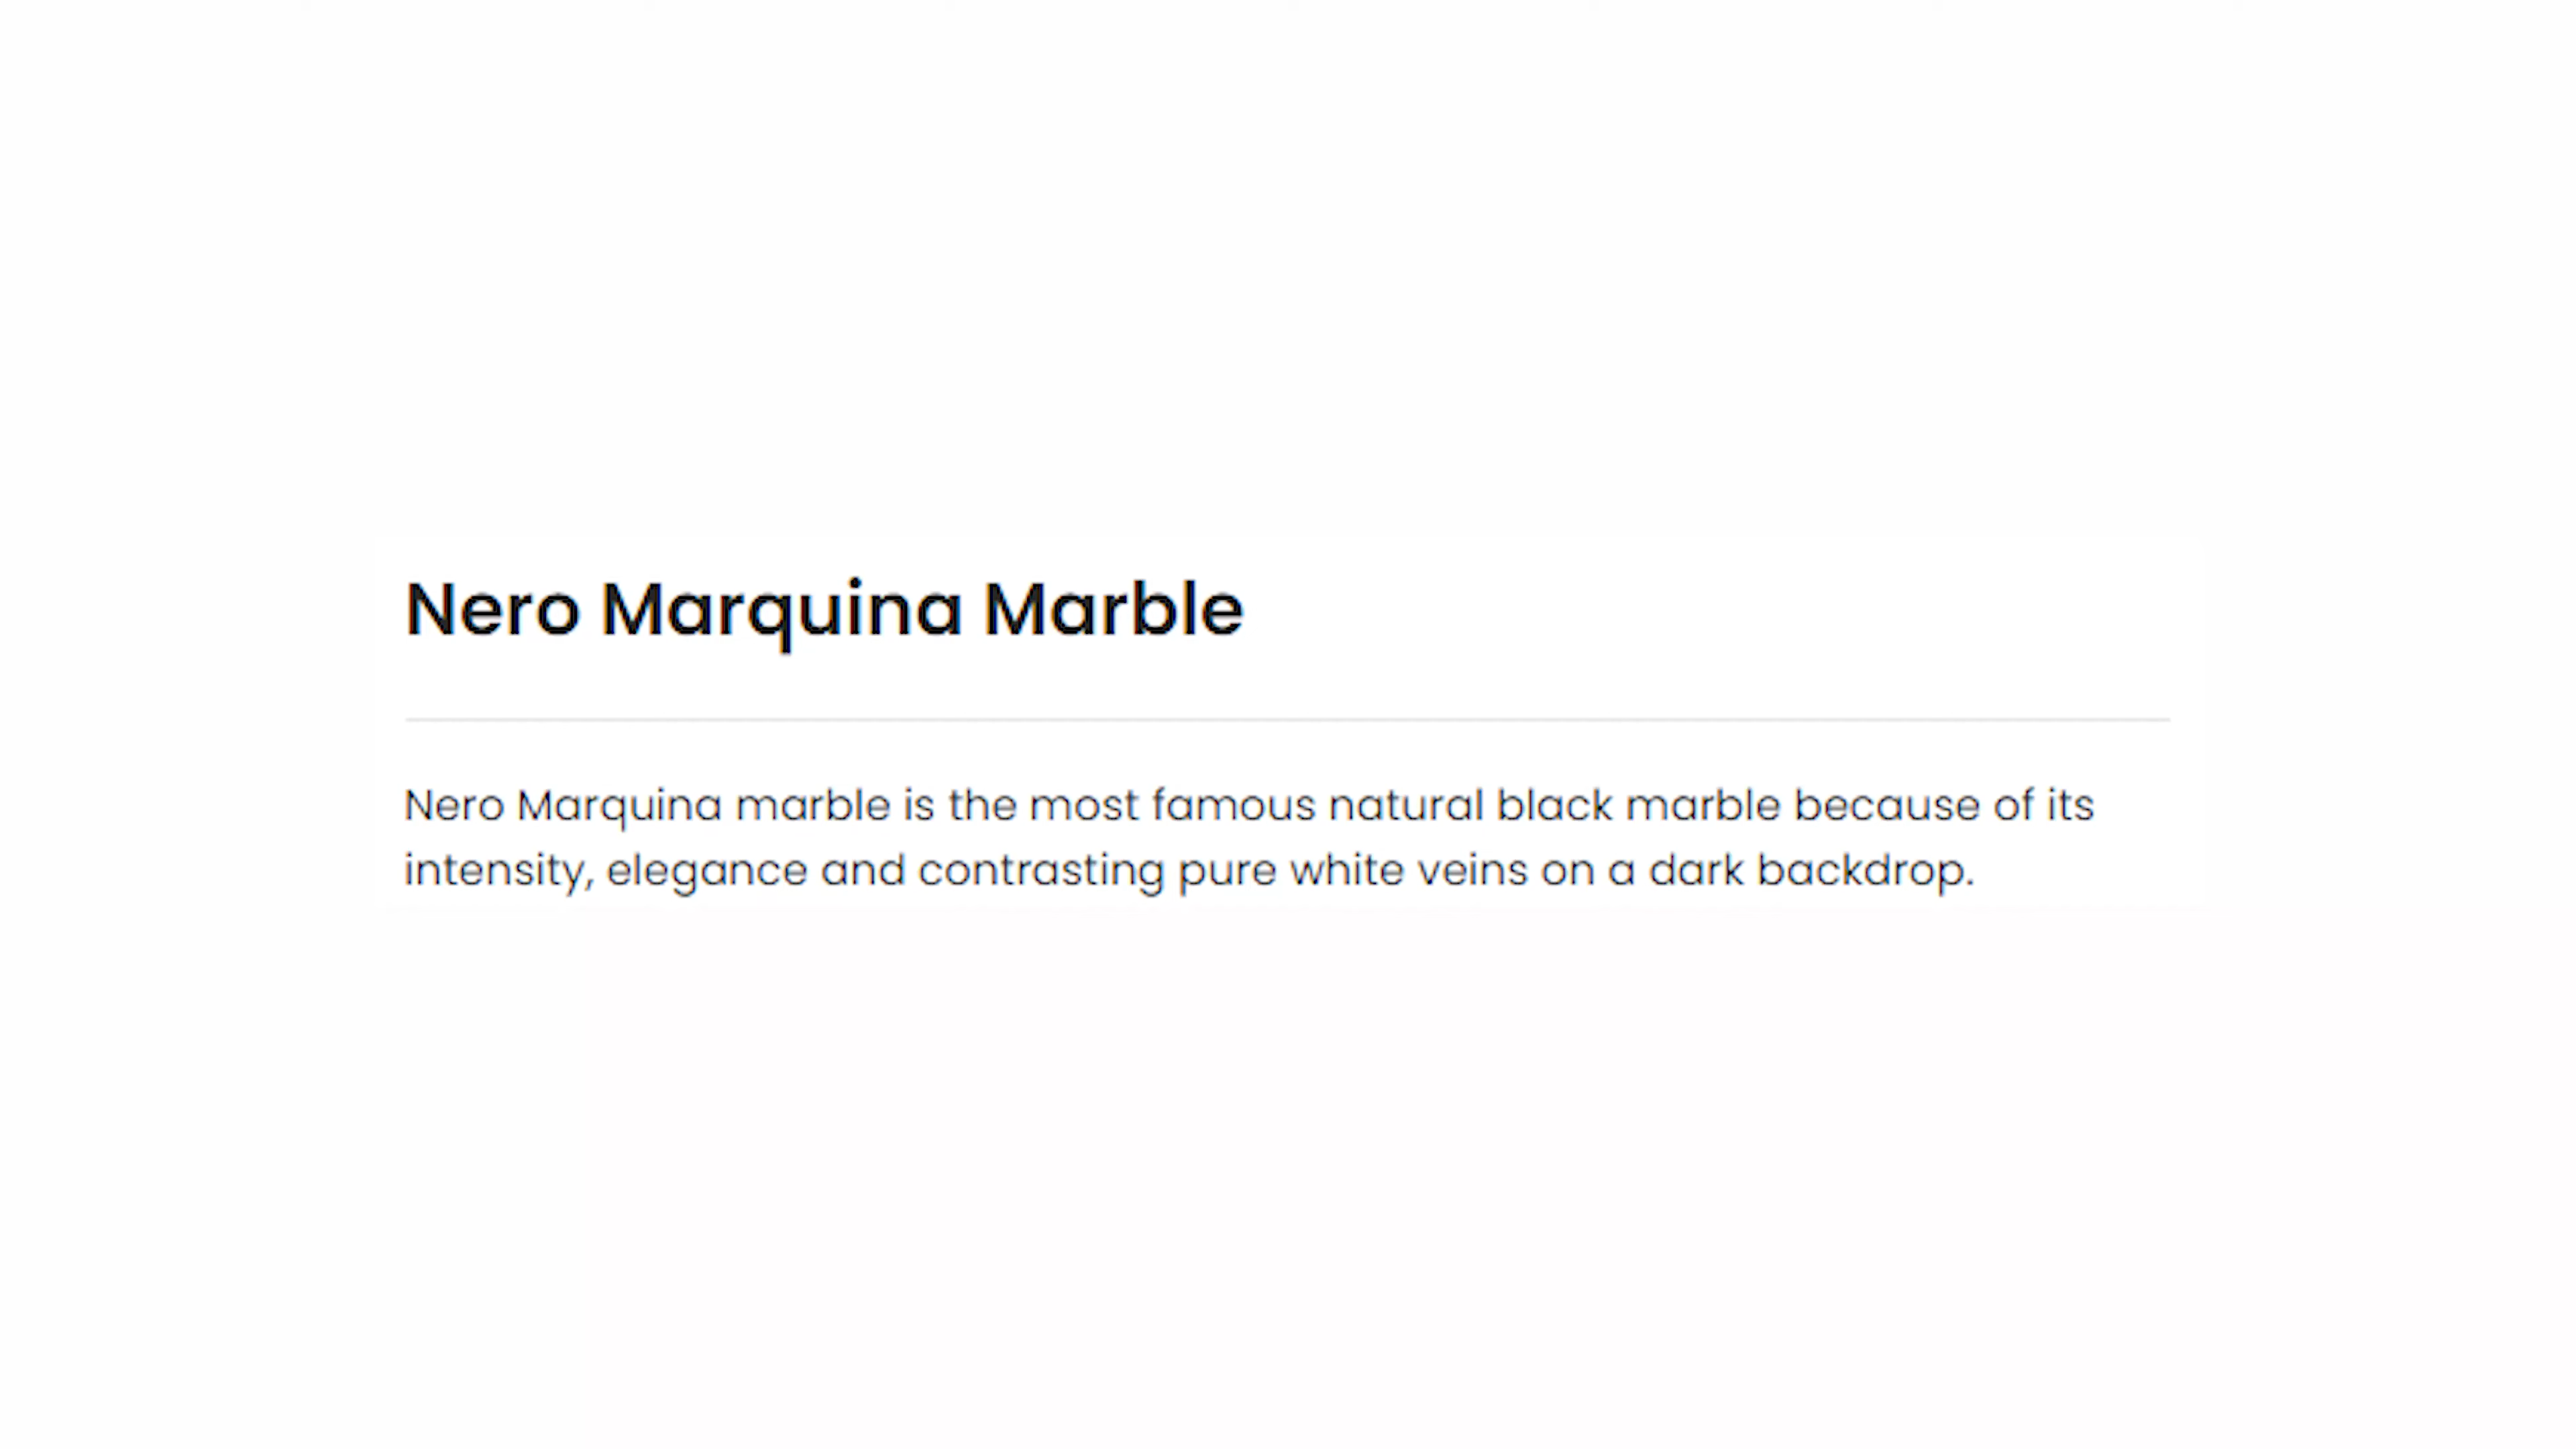 Nero Marquina Marble
Nero Marquina marble is the most famous natural black marble because of its
intensity, elegance and contrasting pure white veins on a dark backdrop.